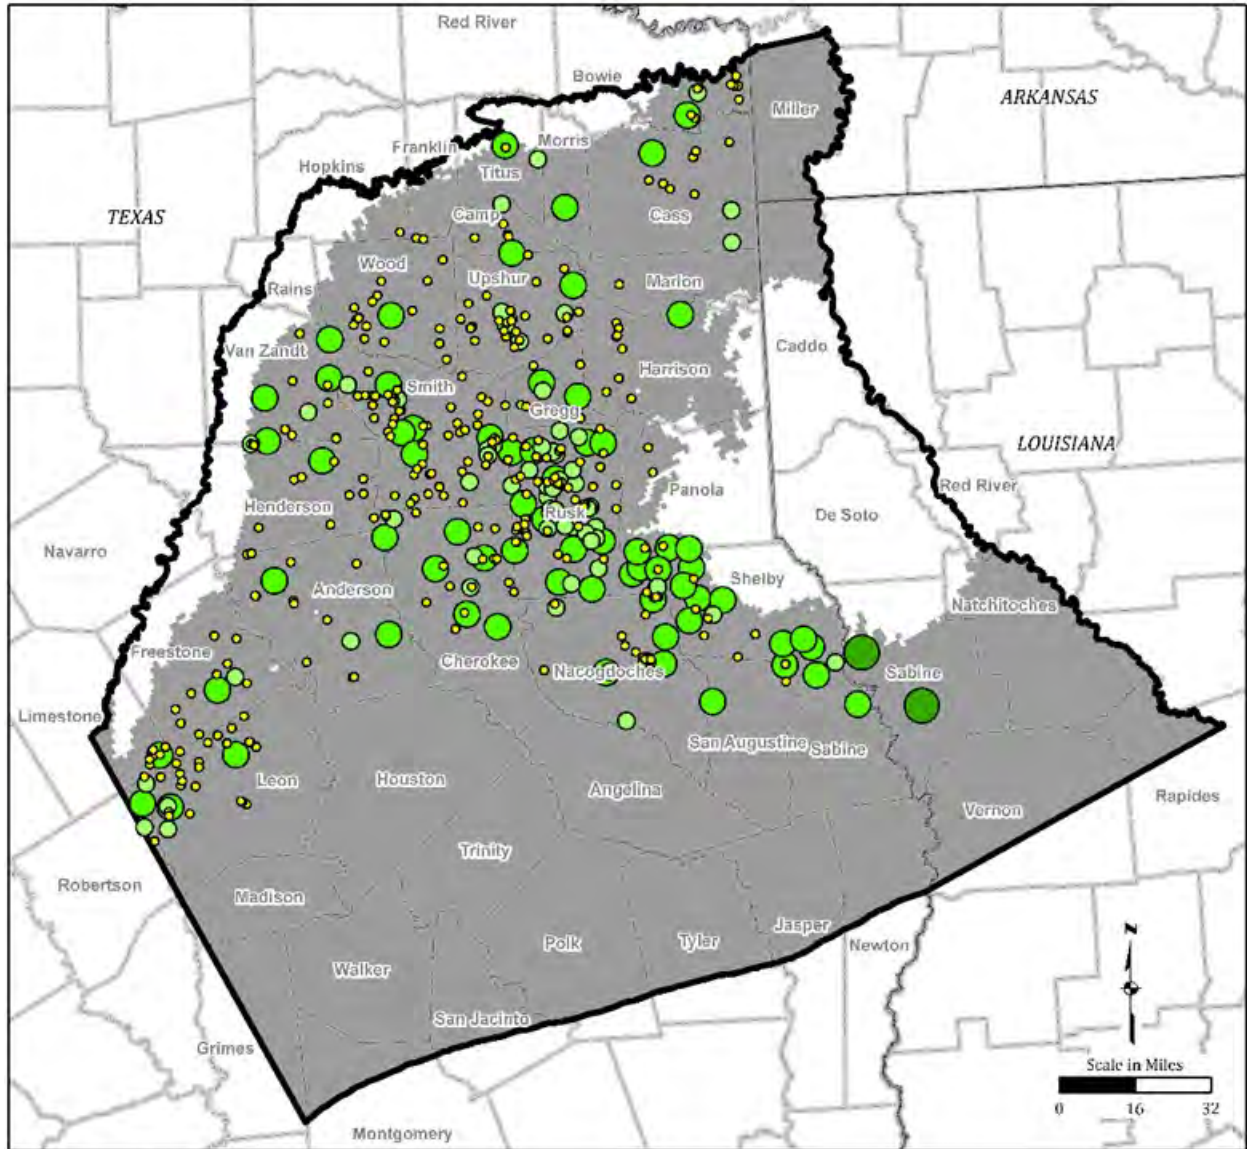 Red River
Bowie
ARKANSAS
Miller
Franklin
Morris
Hopkins
Titus
TEXAS
Camp
Cass
Wood
Upshur
Marion
Rains
Van Zandt
Caddo
Harrison
Smith
Gregg
LOUISIANA
Red River
Panola
Henderson
Rusk
De Soto
Navarro
Shelby
Anderson
Natchitoches
Freestone
Cherokee
Nacogdoches
Sabine
Limestone
San Augustine
Sabine
Leon
Houston
Angelina
Rapides
Vernon
Trinity
Robertson
Madison
Jasper
Polk
Tyler
Newton
N
Walker
San Jacinto
Grimes
Scale in Miles
0 16 32
Montgomery